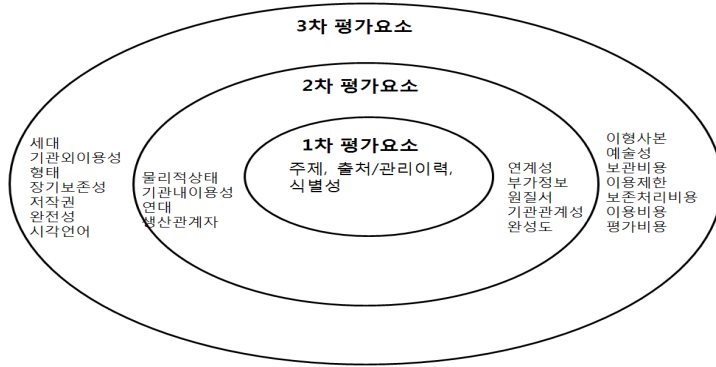 3차 평가요소
2차 평가요소
1차 평가요소
주제, 출처/관리이력,
식별성
물리적상태
기관내이용성
연대
생산관계자
연계성
부가정보
원질서
기관관계성
완성도
세대
기관외이용성
형태
장기보존성
저작권
완전성
시각언어
이형사본
예술성
보관비용
이용제한
보존처리비용
이용비용
평가비용